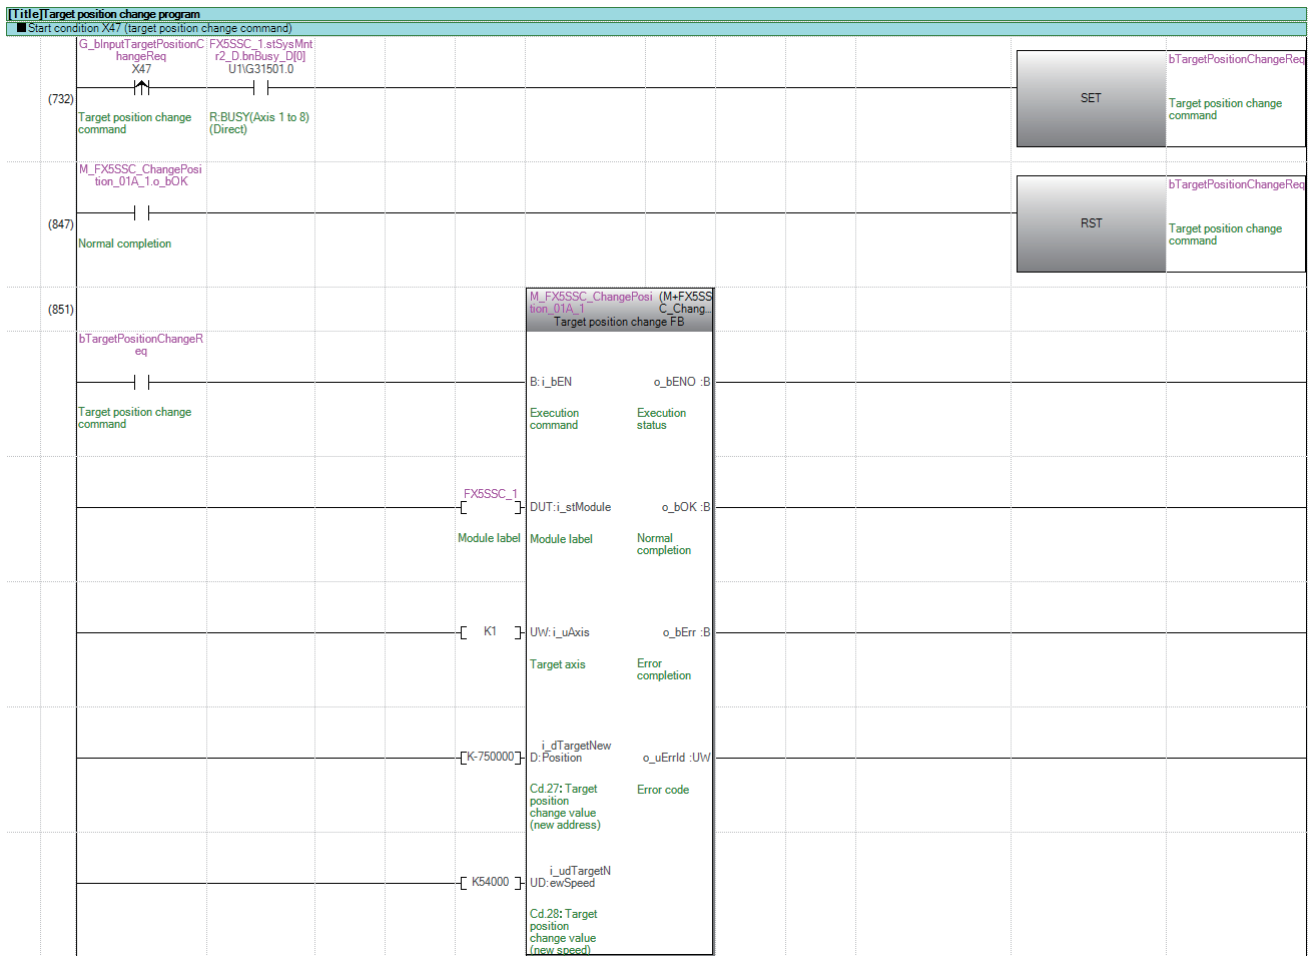 [Title]Target position change program
■Start condition X47 (target position change command)
G_bInputTargetPositionC
hangeReq
X47
FX5SSC_1.stSysMnt
r2_D.bnBusy_D[0]
U1\G31501.0
(732)
Target position change
command
R:BUSY(Axis 1 to 8)
(Direct)
SET
bTargetPositionChangeReq
Target position change
command
M_FX5SSC_ChangePosi
tion_01A_1.o_bOK
(847)
Normal completion
RST
bTargetPositionChangeReq
Target position change
command
(851)
M_FX5SSC_ChangePosi
tion_01A_1
(M+FX5SS
C_Chang...
Target position change FB
bTargetPositionChangeR
eq
Target position change
command
B:i_bEN
o_bENO :B
Execution
command
Execution
status
FX5SSC_1
DUT:i_stModule
o_bOK :B
Module label
Module label
Normal
completion
K1
UW:i_uAxis
o_bErr :B
Target axis
Error
completion
K-750000
i_dTargetNew
D:Position
o_uErrId :UW
Cd.27: Target
position
change value
(new address)
Error code
K54000
i_udTargetN
UD:ewSpeed
Cd.28: Target
position
change value
(new speed)